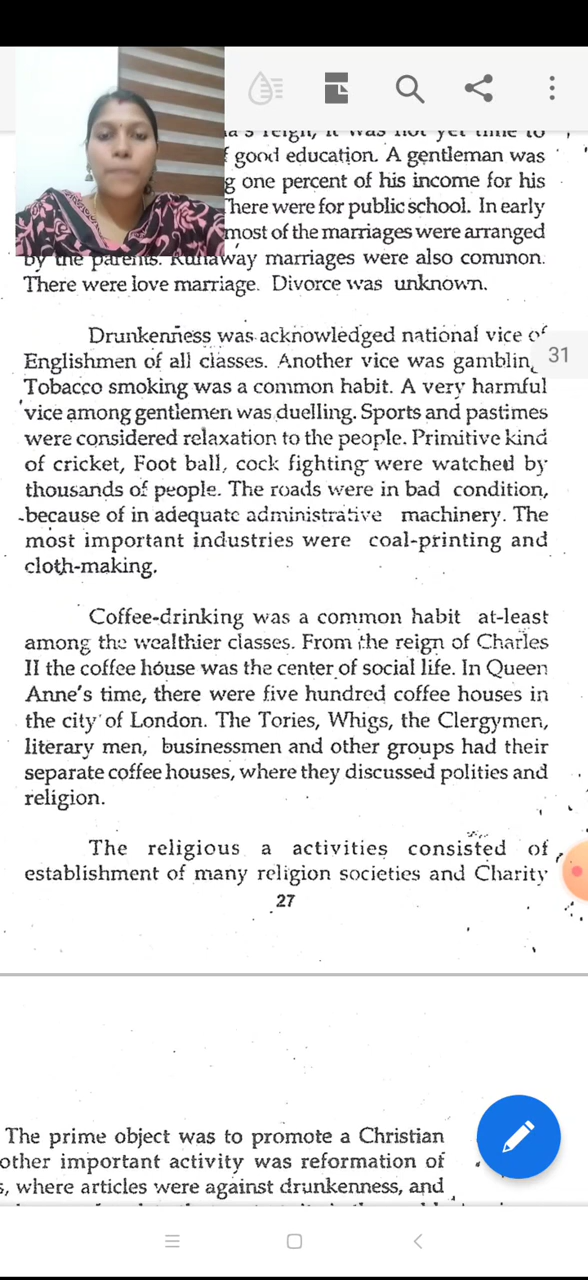 good education. A gentleman was
one percent of his income for his
There were for public school. In early
most of the marriages were arranged
by the parents. Runaway marriages were also common.
There were love marriage. Divorce was unknown.
Drunkenness was acknowledged national vice of
Englishmen of all classes. Another vice was
31
Tobacco smoking was a common habit. A very harmful
vice among gentlemen was duelling. Sports and pastimes
were considered relaxation to the people. Primitive kind
of cricket, Foot ball, cock fighting were watched by
thousands of people. The roads were in bad condition,
because of in adequate administrative machinery. The
most important industries were coal-printing and
cloth-making.
Coffee-drinking was a common habit at-least
among the wealthier classes. From the reign of Charles
II the coffee house was the center of social life. In Queen
Anne's time, there were five hundred coffee houses in
the city of London. The Tories, Whigs, the Clergymen,
literary men, businessmen and other groups had their
separate coffee houses, where they discussed polities and
religion.
The religious a activities consisted of
establishment of many religion societies and Charity
27
The prime object was to promote a Christian
other important activity was reformation of
, where articles were against drunkenness, and